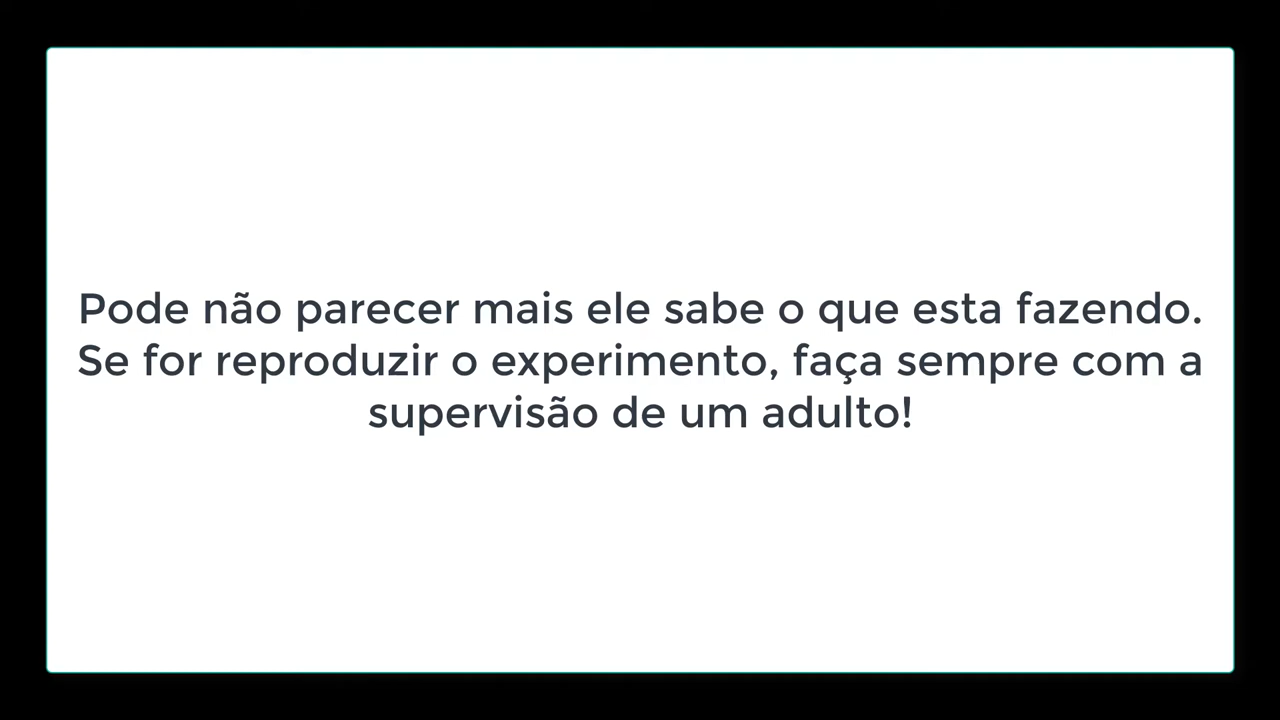 Pode não parecer mais ele sabe o que esta fazendo.
Se for reproduzir o experimento, faça sempre com a
supervisão de um adulto!